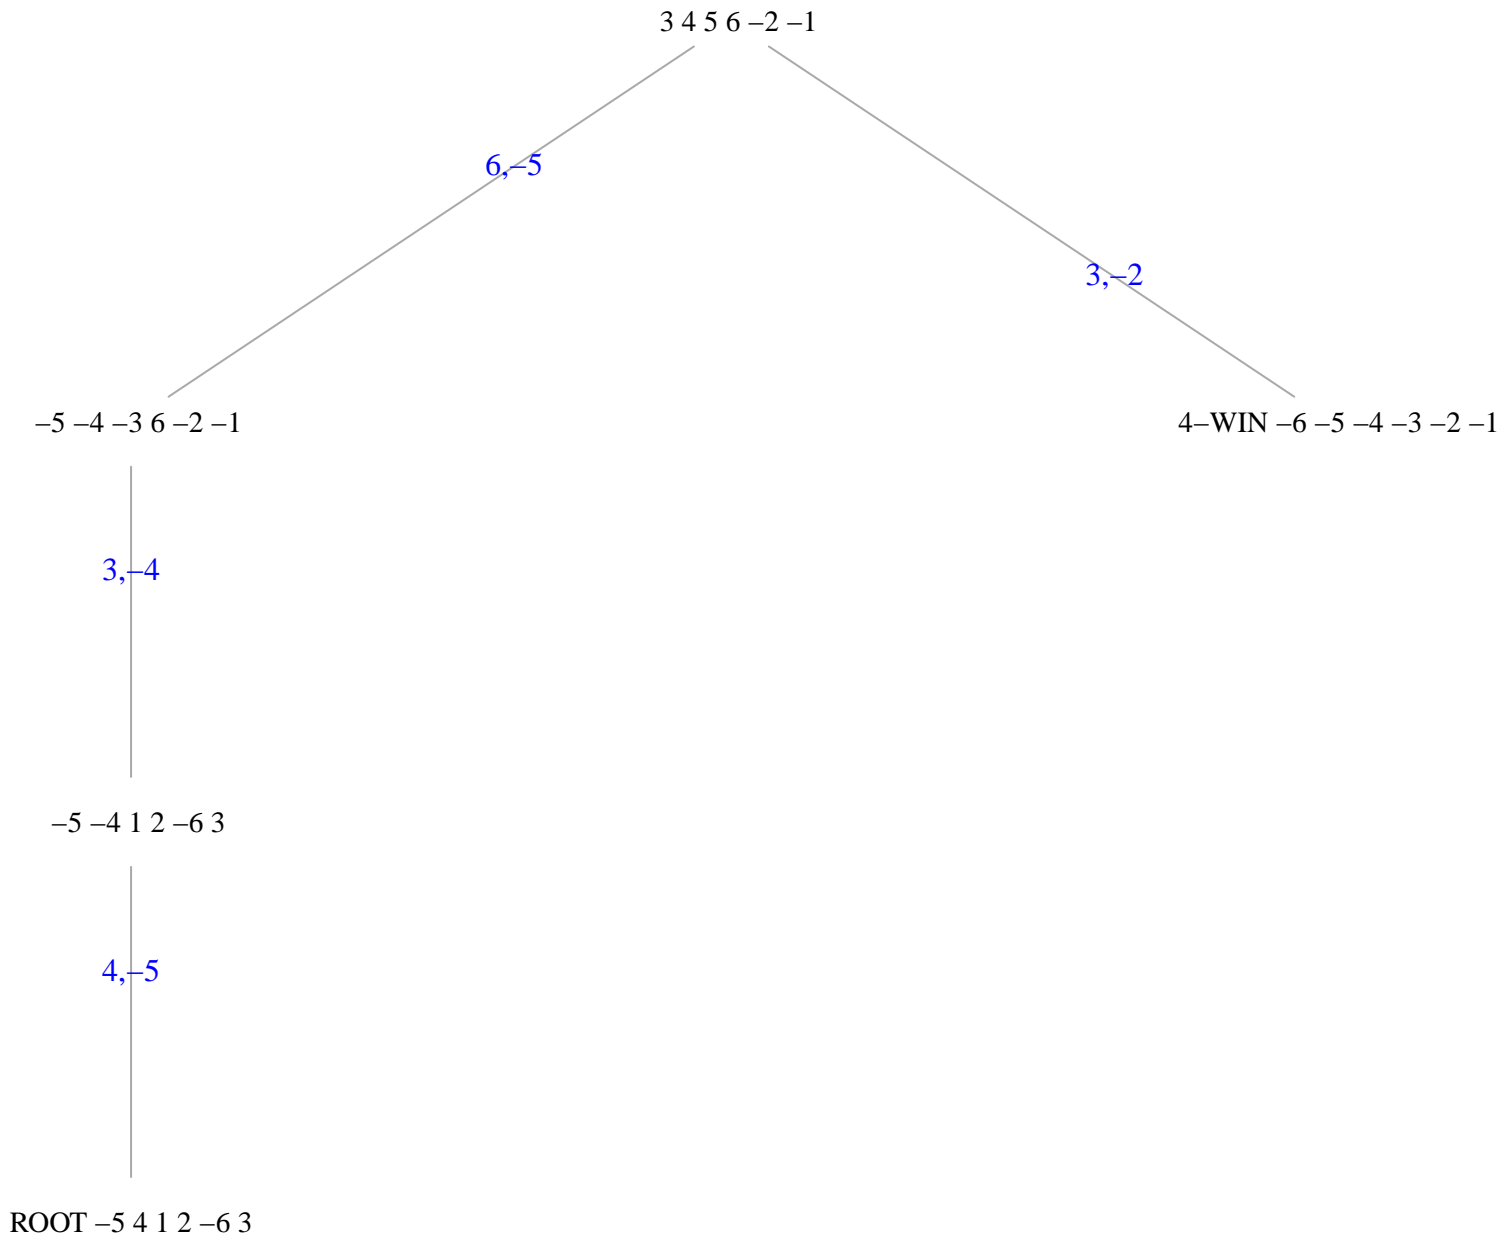 3 4 5 6 –2 –1
6,–5
3,–2
–5 –4 –3 6 –2 –1
4–WIN –6 –5 –4 –3 –2 –1
3,–4
–5 –4 1 2 –6 3
4,–5
ROOT –5 4 1 2 –6 3